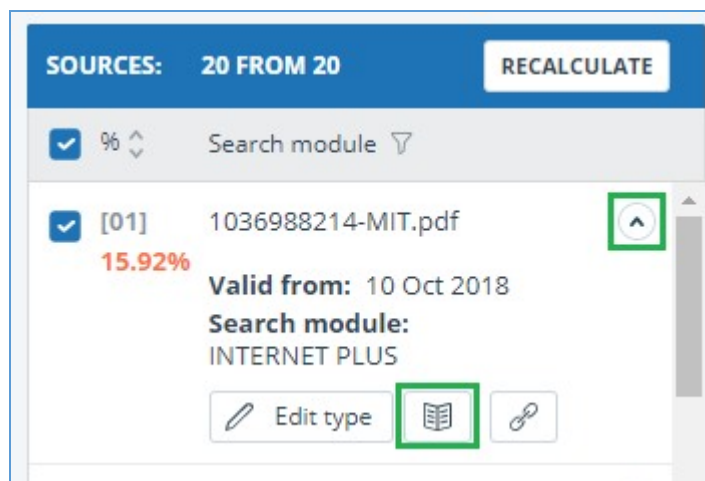 SOURCES: 20 FROM 20 RECALCULATE
% Search module
[01] 1036988214-MIT.pdf
15.92%
Valid from: 10 Oct 2018
Search module:
INTERNET PLUS
Edit type